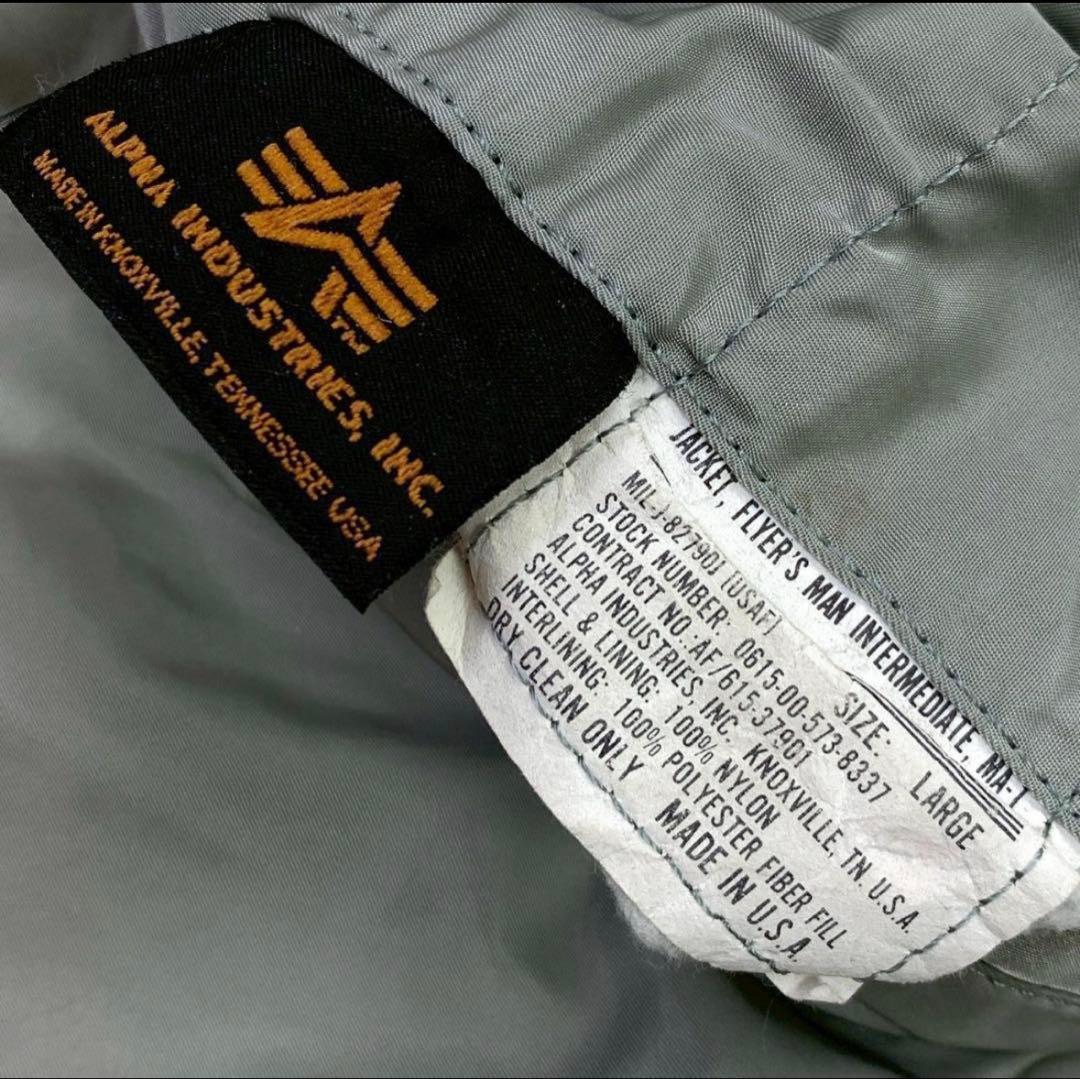 ALPHA INDUSTRIES, INC.
MADE IN KNOXVILLE, TENNESSEE USA
TM
JACKET, FLYER'S MAN INTERMEDIATE, MA-1
MIL-J-82790I (USAF) SIZE: LARGE
STOCK NUMBER: 0615-00-573-8337
CONTRACT NO: AF/615-37901
ALPHA INDUSTRIES, INC. KNOXVILLE, TN. U.S.A.
SHELL & LINING: 100% NYLON
INTERLINING: 100% POLYESTER FIBER FILL
DRY CLEAN ONLY MADE IN U.S.A.